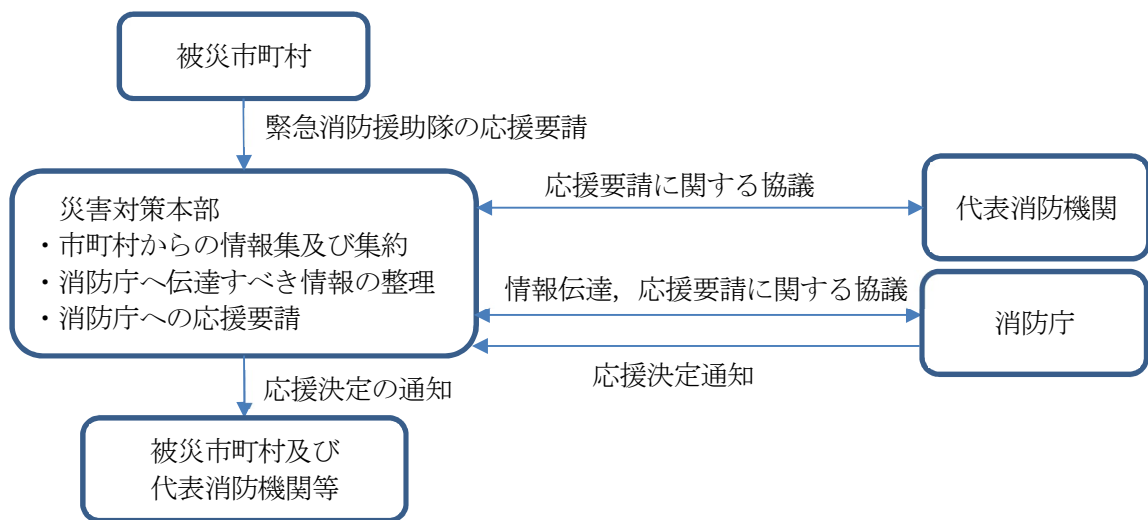 被災市町村
緊急消防援助隊の応援要請
災害対策本部
・市町村からの情報集及び集約
・消防庁へ伝達すべき情報の整理
・消防庁への応援要請
応援要請に関する協議
代表消防機関
情報伝達，応援要請に関する協議
消防庁
応援決定通知
応援決定の通知
被災市町村及び
代表消防機関等